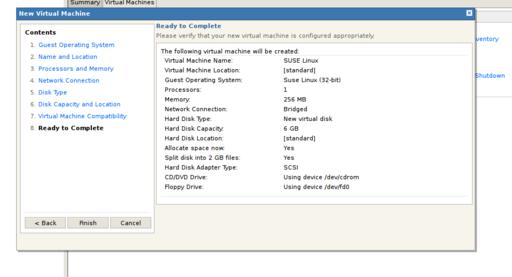 Summary Virtual Machines
New Virtual Machine
Contents
1. Guest Operating System
2. Name and Location
3. Processors and Memory
4. Network Connection
5. Disk Type
6. Disk Capacity and Location
7. Virtual Machine Compatibility
8. Ready to Complete
Ready to Complete
Please verify that your new virtual machine is configured appropriately.
The following virtual machine will be created:
Virtual Machine Name: SUSE Linux
Virtual Machine Location: [standard]
Guest Operating System: Suse Linux (32-bit)
Processors: 1
Memory: 256 MB
Network Connection: Bridged
Hard Disk Type: New virtual disk
Hard Disk Capacity: 6 GB
Hard Disk Location: [standard]
Allocate space now: Yes
Split disk into 2 GB files: Yes
Hard Disk Adapter Type: SCSI
CD/DVD Drive: Using device /dev/cdrom
Floppy Drive: Using device /dev/fd0
< Back Finish Cancel
ventory
Shutdown